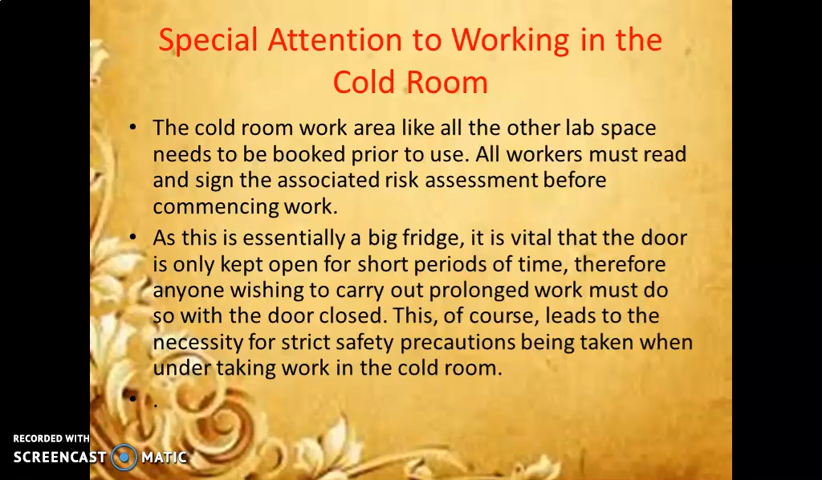 Special Attention to Working in the
Cold Room
• The cold room work area like all the other lab space
needs to be booked prior to use. All workers must read
and sign the associated risk assessment before
commencing work.
• As this is essentially a big fridge, it is vital that the door
is only kept open for short periods of time, therefore
anyone wishing to carry out prolonged work must do
so with the door closed. This, of course, leads to the
necessity for strict safety precautions being taken when
under taking work in the cold room.
• .
RECORDED WITH
SCREENCAST MATIC